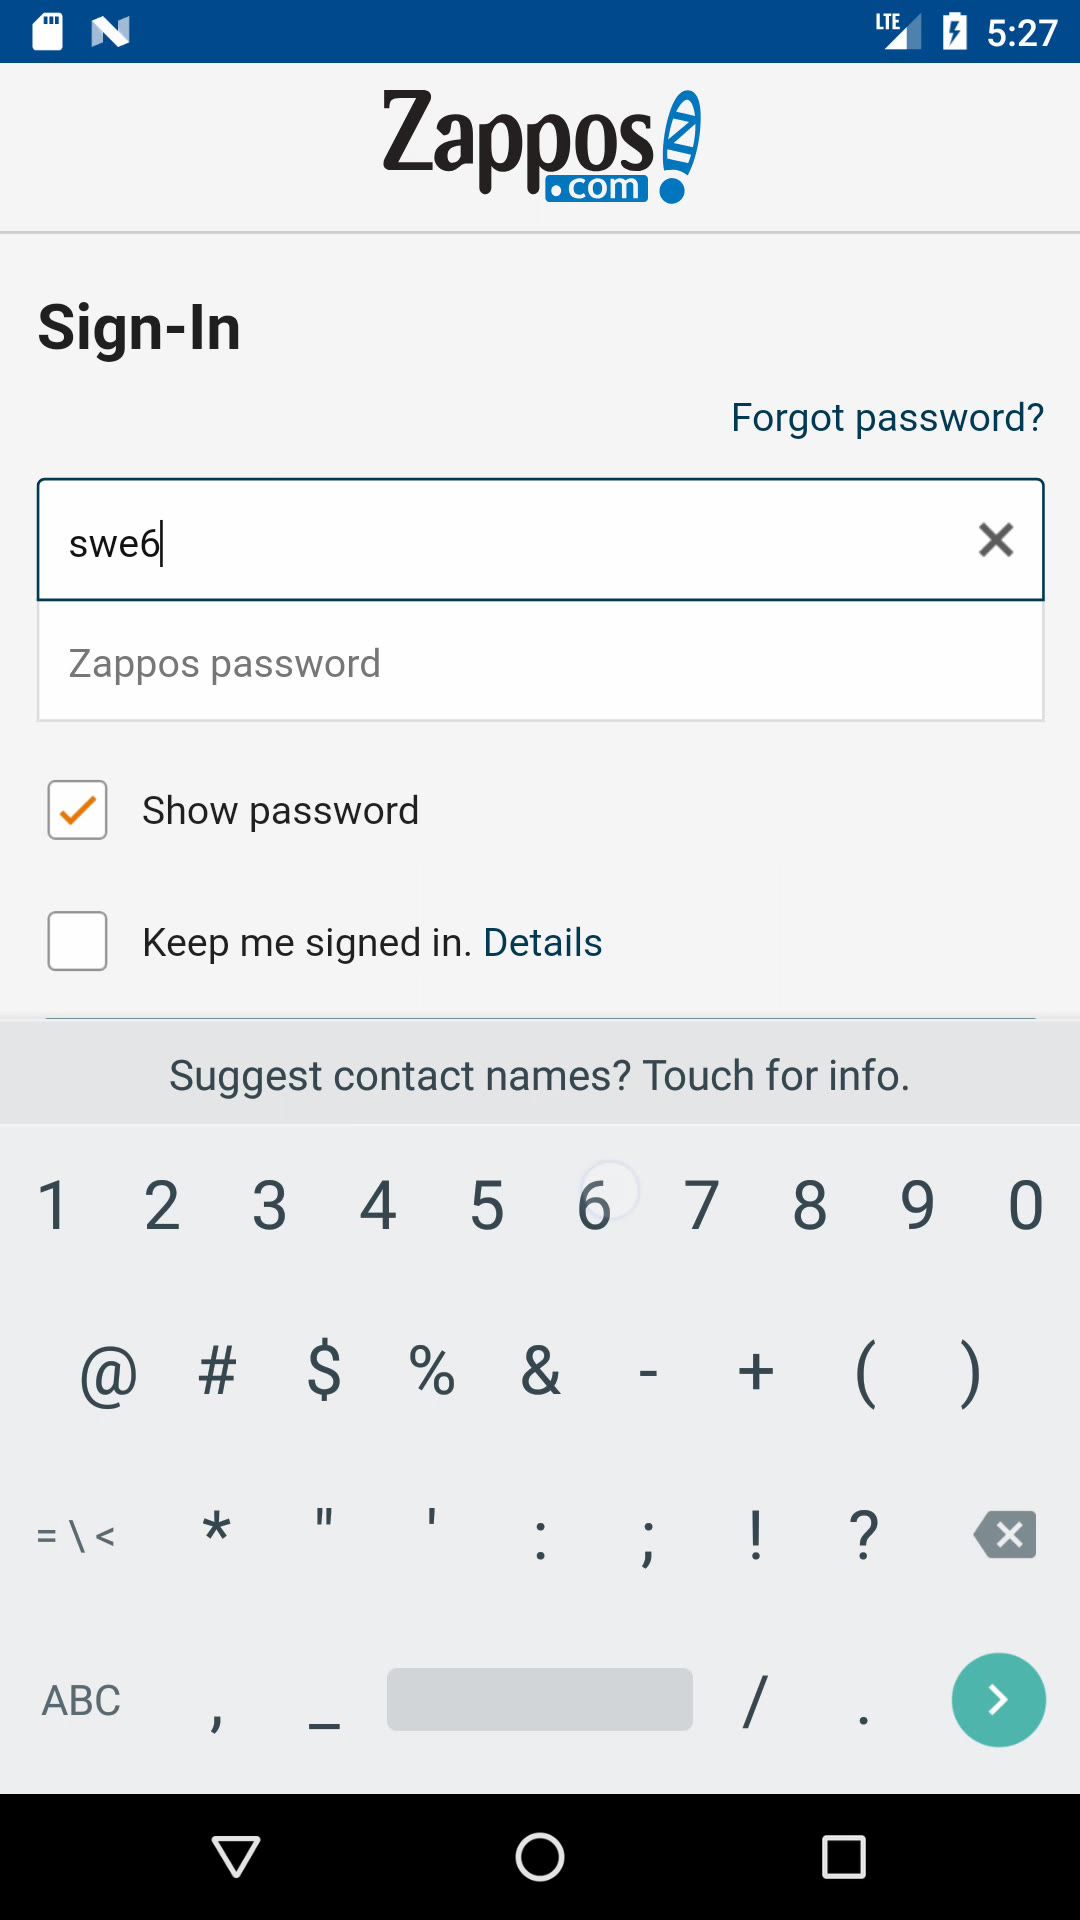 LTE 5:27
Zappos
.com
Sign-In
Forgot password?
swe6
Zappos password
Show password
Keep me signed in. Details
Suggest contact names? Touch for info.
1 2 3 4 5 6 7 8 9 0
@ # $ % & - + ( )
= \ < * " ' : ; ! ?
ABC , _ / .